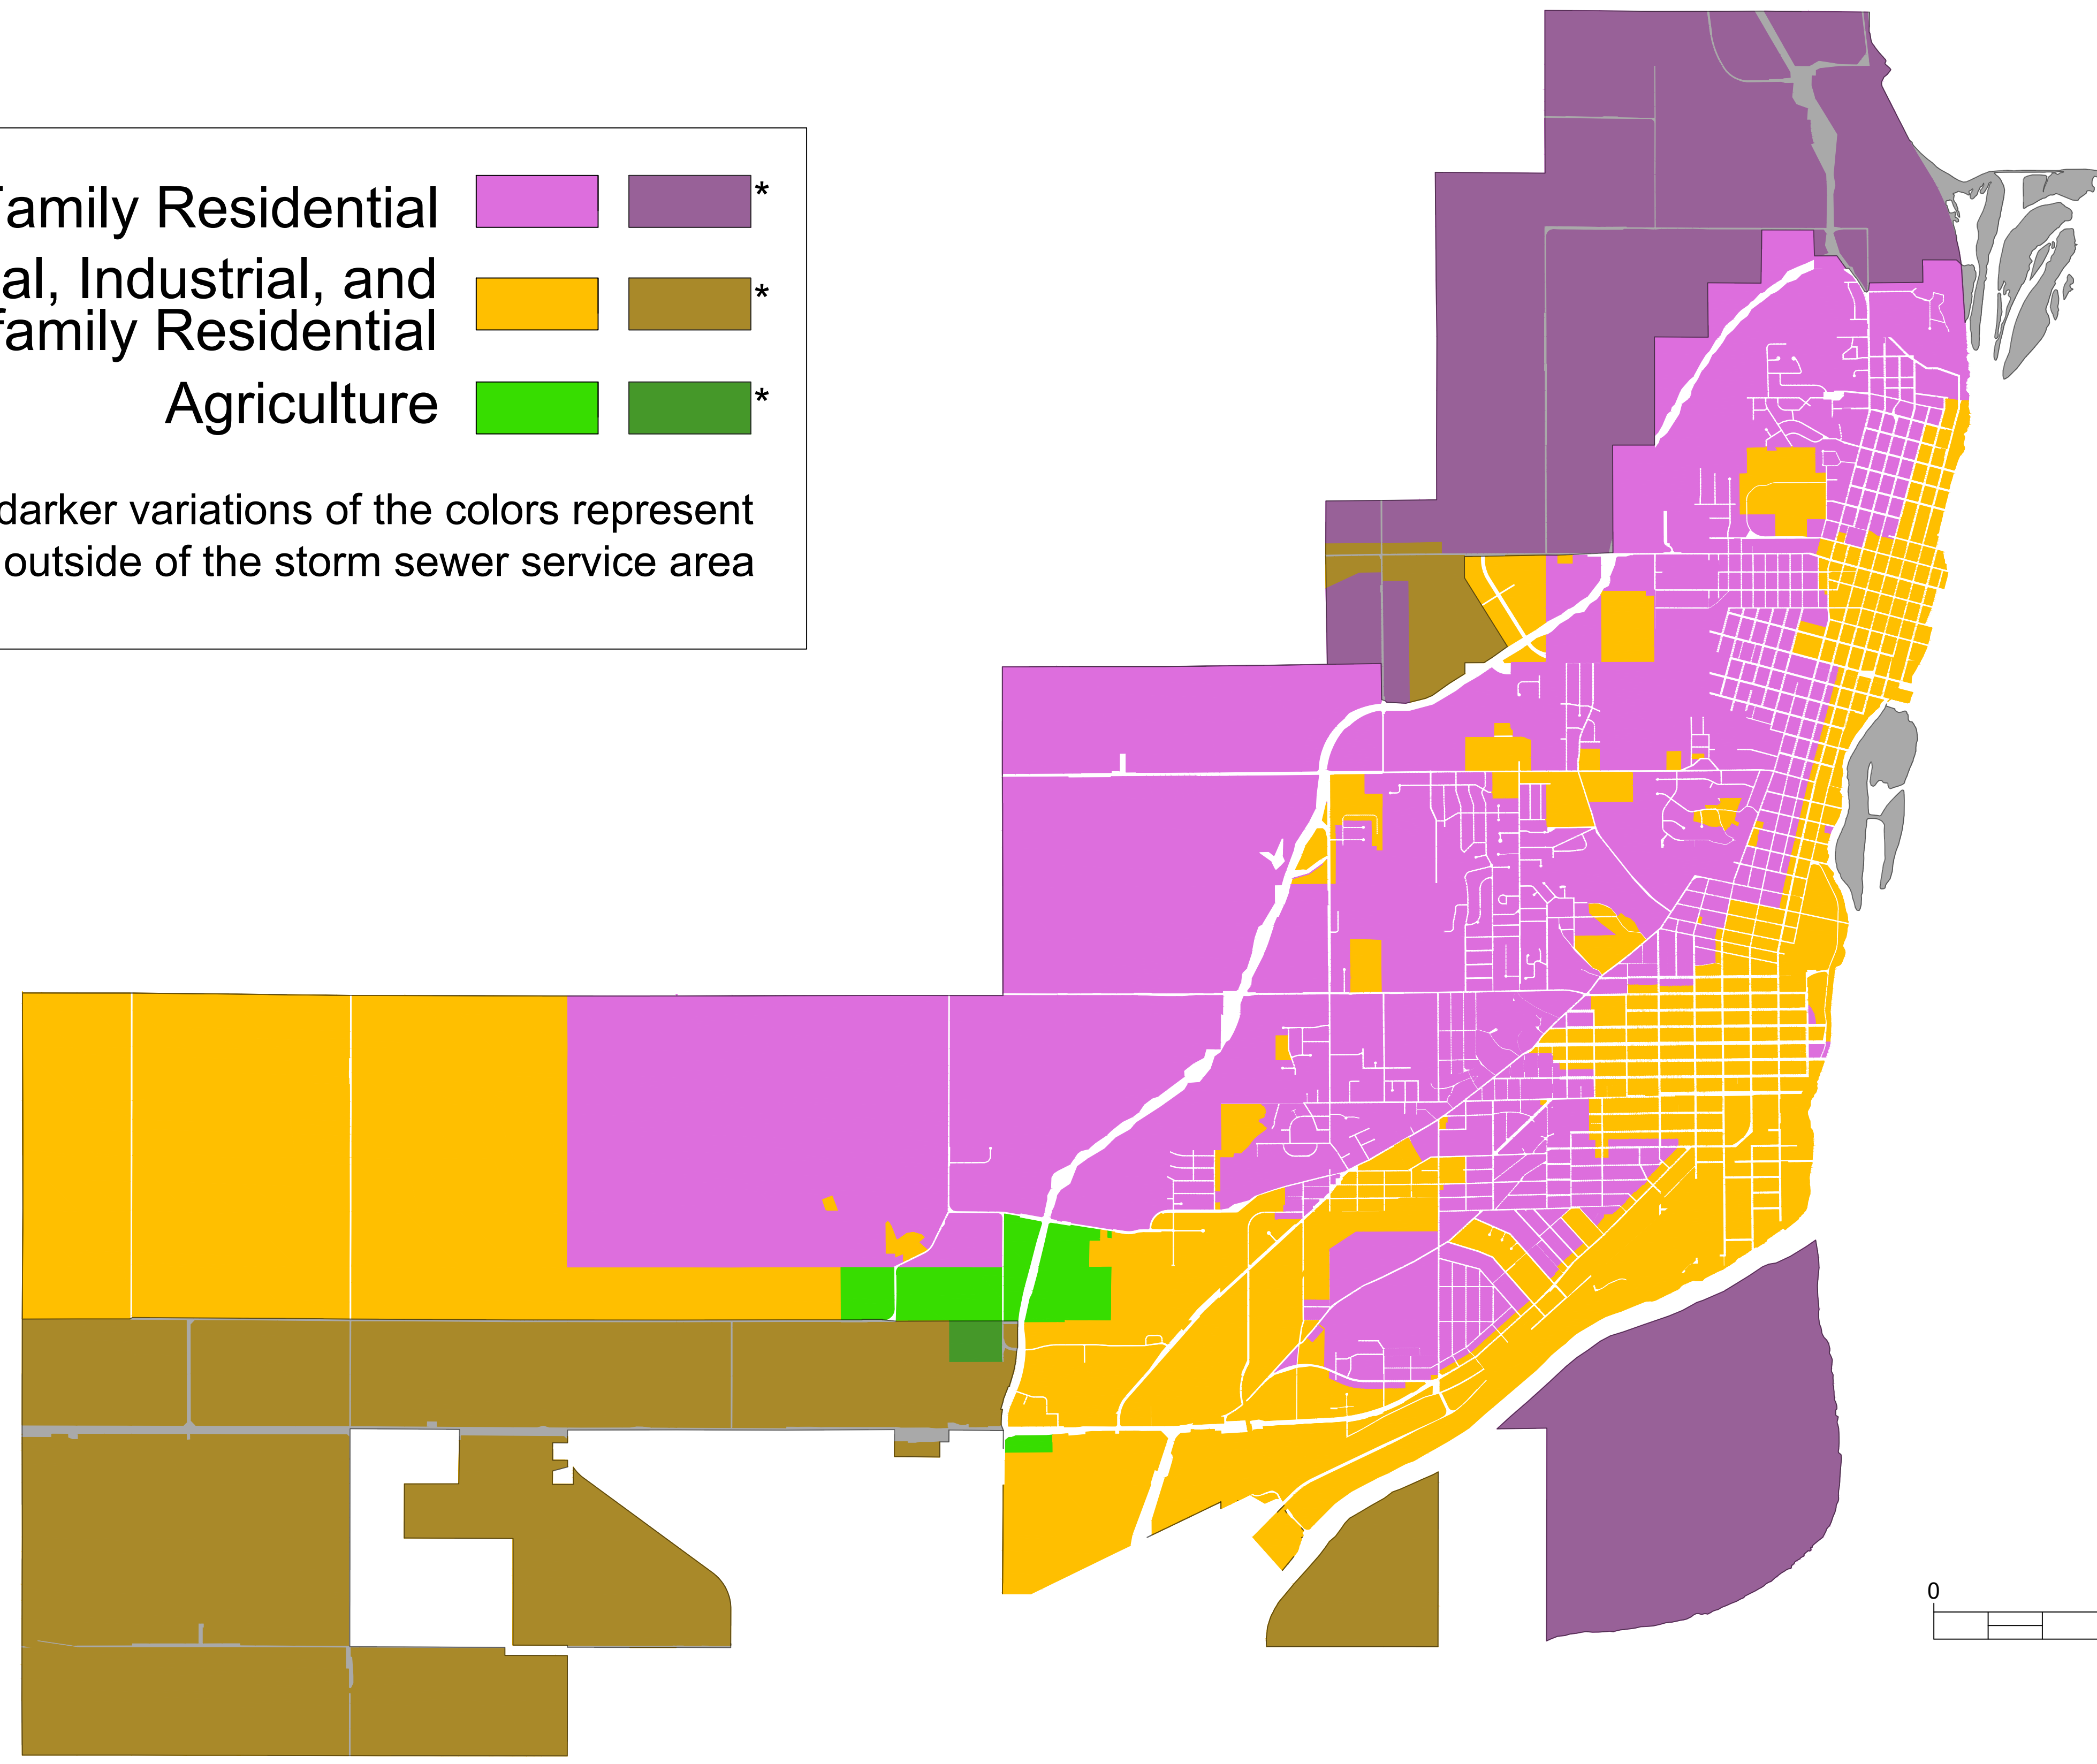 amily Residential *
al, Industrial, and
family Residential *
Agriculture *
darker variations of the colors represent
outside of the storm sewer service area
0